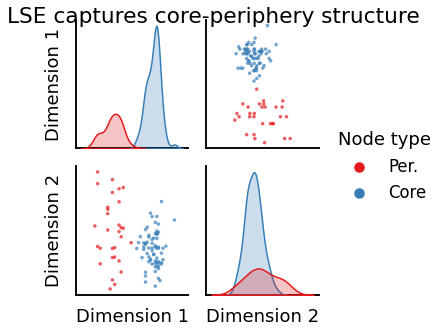 LSE captures core-periphery structure
Dimension 1
Node type
Per.
Core
Dimension 2
Dimension 1
Dimension 2